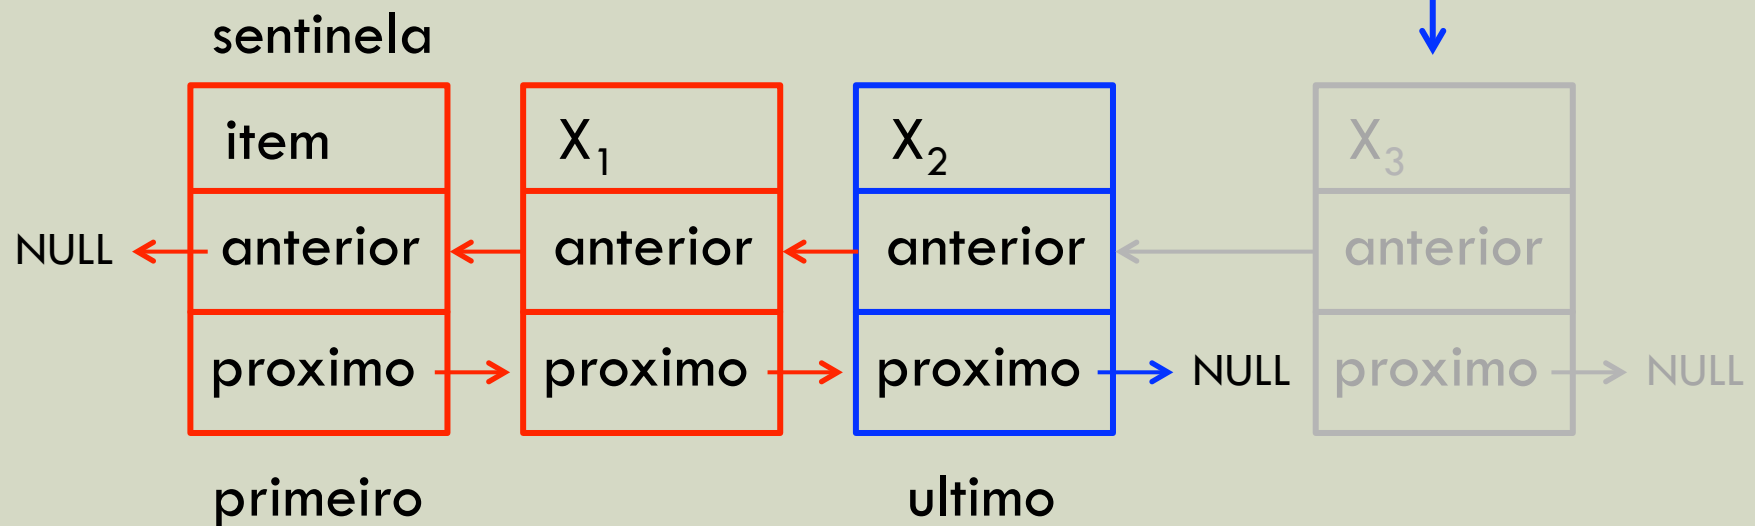 sentinela
item X₁ X₂ X₃
NULL anterior anterior anterior anterior
proximo proximo proximo NULL proximo NULL
primeiro ultimo